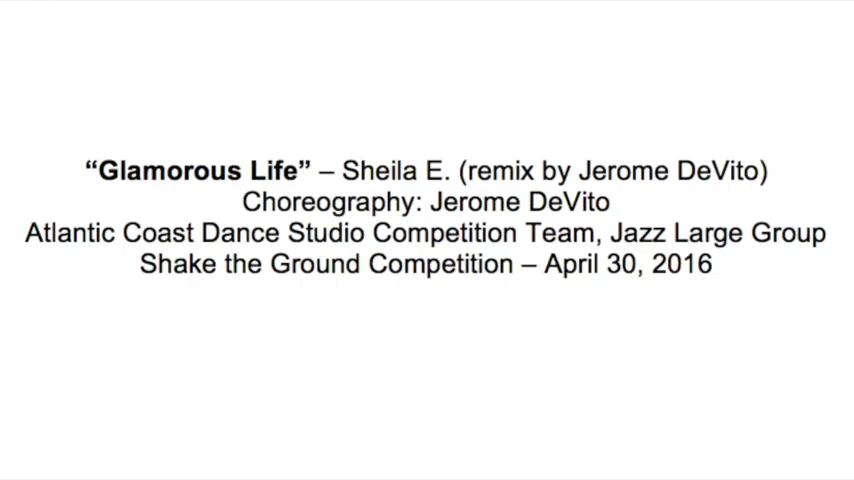 “Glamorous Life” – Sheila E. (remix by Jerome DeVito)
Choreography: Jerome DeVito
Atlantic Coast Dance Studio Competition Team, Jazz Large Group
Shake the Ground Competition – April 30, 2016